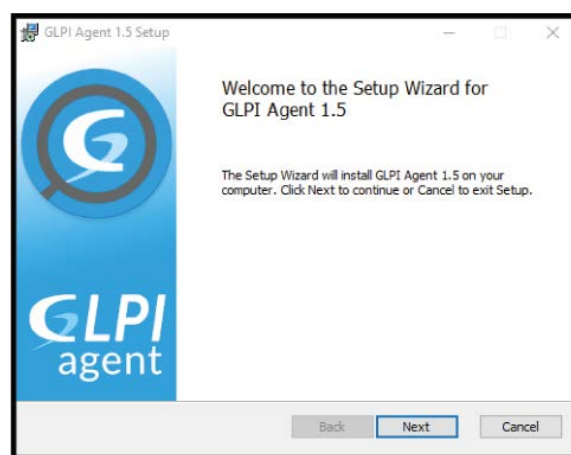 GLPI Agent 1.5 Setup
Welcome to the Setup Wizard for
GLPI Agent 1.5
The Setup Wizard will install GLPI Agent 1.5 on your
computer. Click Next to continue or Cancel to exit Setup.
GLPI
agent
Back Next Cancel